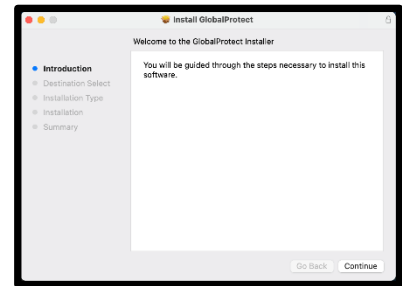 Install GlobalProtect
Welcome to the GlobalProtect Installer
Introduction
Destination Select
Installation Type
Installation
Summary
You will be guided through the steps necessary to install this
software.
Go Back
Continue